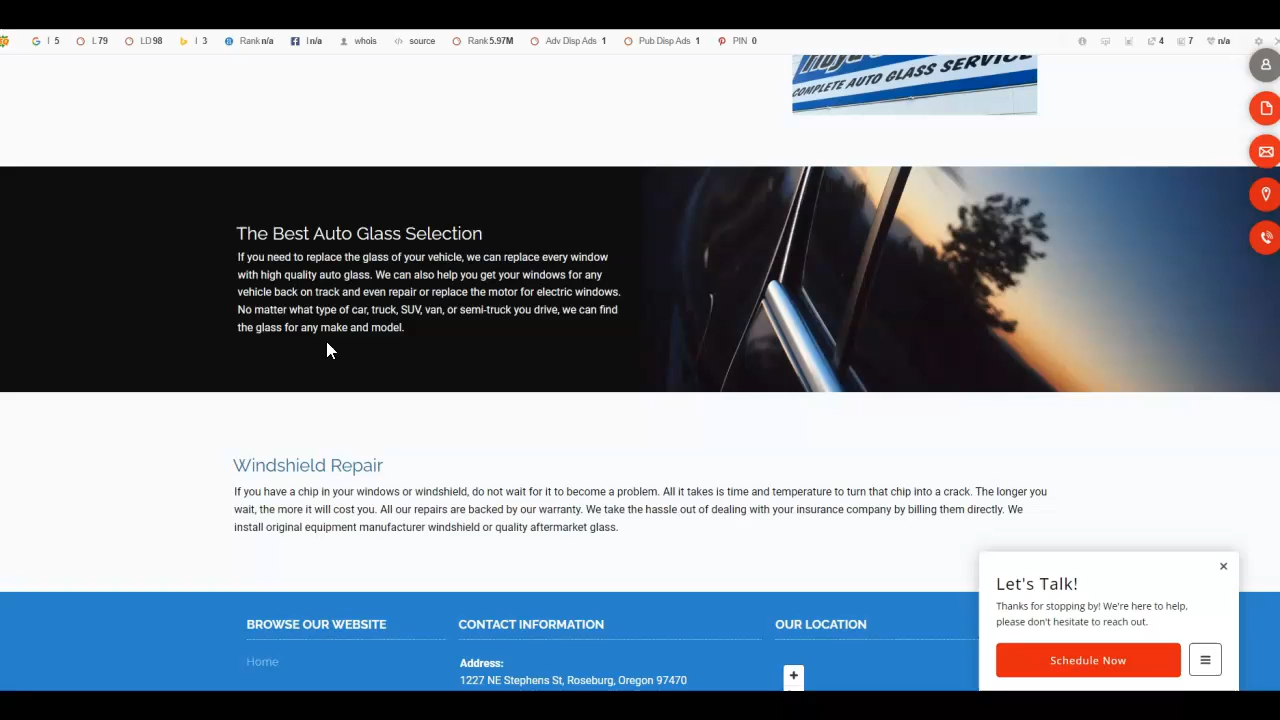 I 5
L 79
LD 98
I 3
Rank n/a
I n/a
whois
source
Rank 5.97M
Adv Disp Ads 1
Pub Disp Ads 1
PIN 0
4
7
n/a
COMPLETE AUTO GLASS SERVICE
The Best Auto Glass Selection
If you need to replace the glass of your vehicle, we can replace every window
with high quality auto glass. We can also help you get your windows for any
vehicle back on track and even repair or replace the motor for electric windows.
No matter what type of car, truck, SUV, van, or semi-truck you drive, we can find
the glass for any make and model.
Windshield Repair
If you have a chip in your windows or windshield, do not wait for it to become a problem. All it takes is time and temperature to turn that chip into a crack. The longer you
wait, the more it will cost you. All our repairs are backed by our warranty. We take the hassle out of dealing with your insurance company by billing them directly. We
install original equipment manufacturer windshield or quality aftermarket glass.
BROWSE OUR WEBSITE
Home
CONTACT INFORMATION
Address:
1227 NE Stephens St, Roseburg, Oregon 97470
OUR LOCATION
+
Let's Talk!
Thanks for stopping by! We're here to help,
please don't hesitate to reach out.
Schedule Now